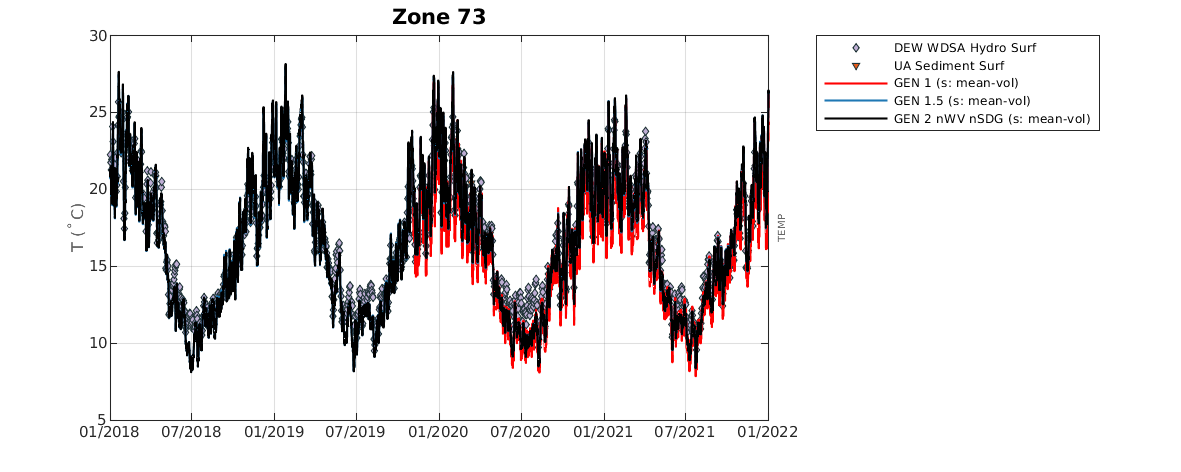 Zone 73
30
25
20
15
10
5
T (°C)
01/2018 07/2018 01/2019 07/2019 01/2020 07/2020 01/2021 07/2021 01/2022
TEMP
DEW WDSA Hydro Surf
UA Sediment Surf
GEN 1 (s: mean-vol)
GEN 1.5 (s: mean-vol)
GEN 2 nWV nSDG (s: mean-vol)